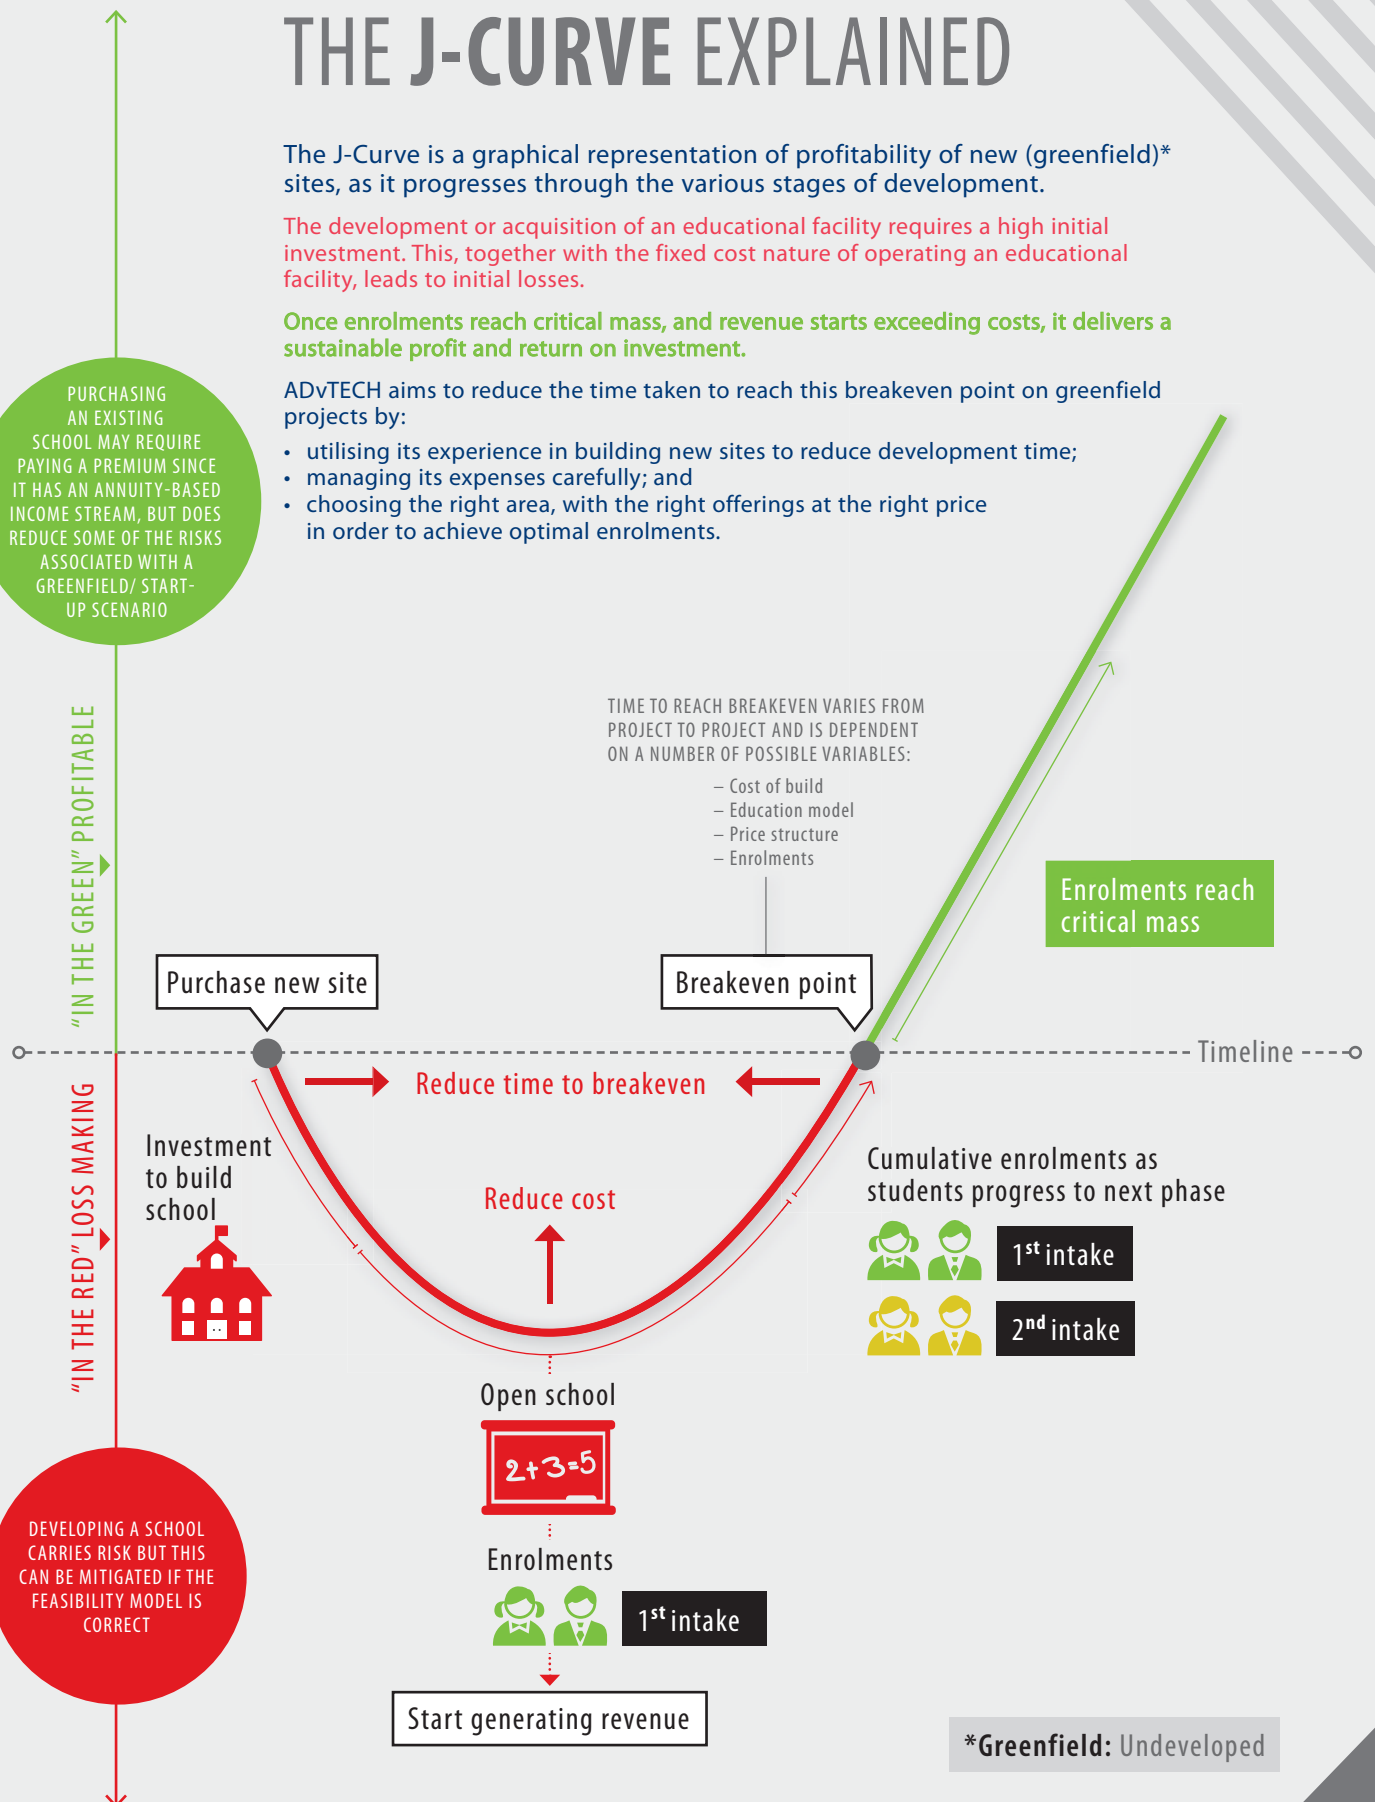 THE J-CURVE EXPLAINED
The J-Curve is a graphical representation of profitability of new (greenfield)*
sites, as it progresses through the various stages of development.
The development or acquisition of an educational facility requires a high initial
investment. This, together with the fixed cost nature of operating an educational
facility, leads to initial losses.
Once enrolments reach critical mass, and revenue starts exceeding costs, it delivers a
sustainable profit and return on investment.
ADvTECH aims to reduce the time taken to reach this breakeven point on greenfield
projects by:
• utilising its experience in building new sites to reduce development time;
• managing its expenses carefully; and
• choosing the right area, with the right offerings at the right price
in order to achieve optimal enrolments.
PURCHASING
AN EXISTING
SCHOOL MAY REQUIRE
PAYING A PREMIUM SINCE
IT HAS AN ANNUITY-BASED
INCOME STREAM, BUT DOES
REDUCE SOME OF THE RISKS
ASSOCIATED WITH A
GREENFIELD/ START-
UP SCENARIO
"IN THE GREEN" PROFITABLE
TIME TO REACH BREAKEVEN VARIES FROM
PROJECT TO PROJECT AND IS DEPENDENT
ON A NUMBER OF POSSIBLE VARIABLES:
– Cost of build
– Education model
– Price structure
– Enrolments
Enrolments reach
critical mass
Purchase new site
Breakeven point
Timeline
Reduce time to breakeven
"IN THE RED" LOSS MAKING
Investment
to build
school
Reduce cost
Cumulative enrolments as
students progress to next phase
1st intake
2nd intake
Open school
2+3=5
Enrolments
1st intake
Start generating revenue
DEVELOPING A SCHOOL
CARRIES RISK BUT THIS
CAN BE MITIGATED IF THE
FEASIBILITY MODEL IS
CORRECT
*Greenfield: Undeveloped